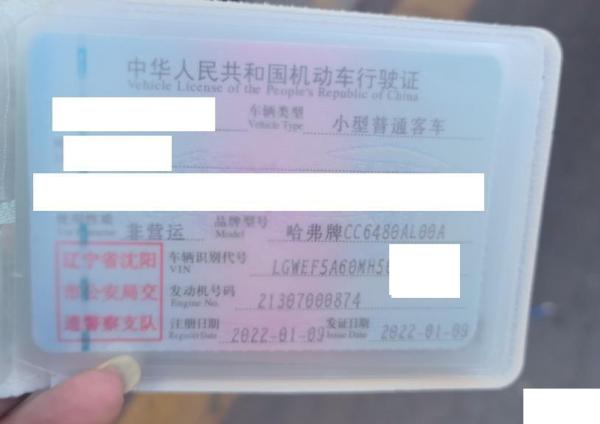 中华人民共和国机动车行驶证
Vehicle License of the People's Republic of China
车辆类型
Vehicle Type
小型普通客车
非营运
品牌型号
Model
哈弗牌CC6480AL00A
辽宁省沈阳
市公安局交
通警察支队
车辆识别代号
VIN
LGWEF5A60MH5
发动机号码
Engine No.
21307000874
注册日期
Register Date
2022-01-09
发证日期
Issue Date
2022-01-09